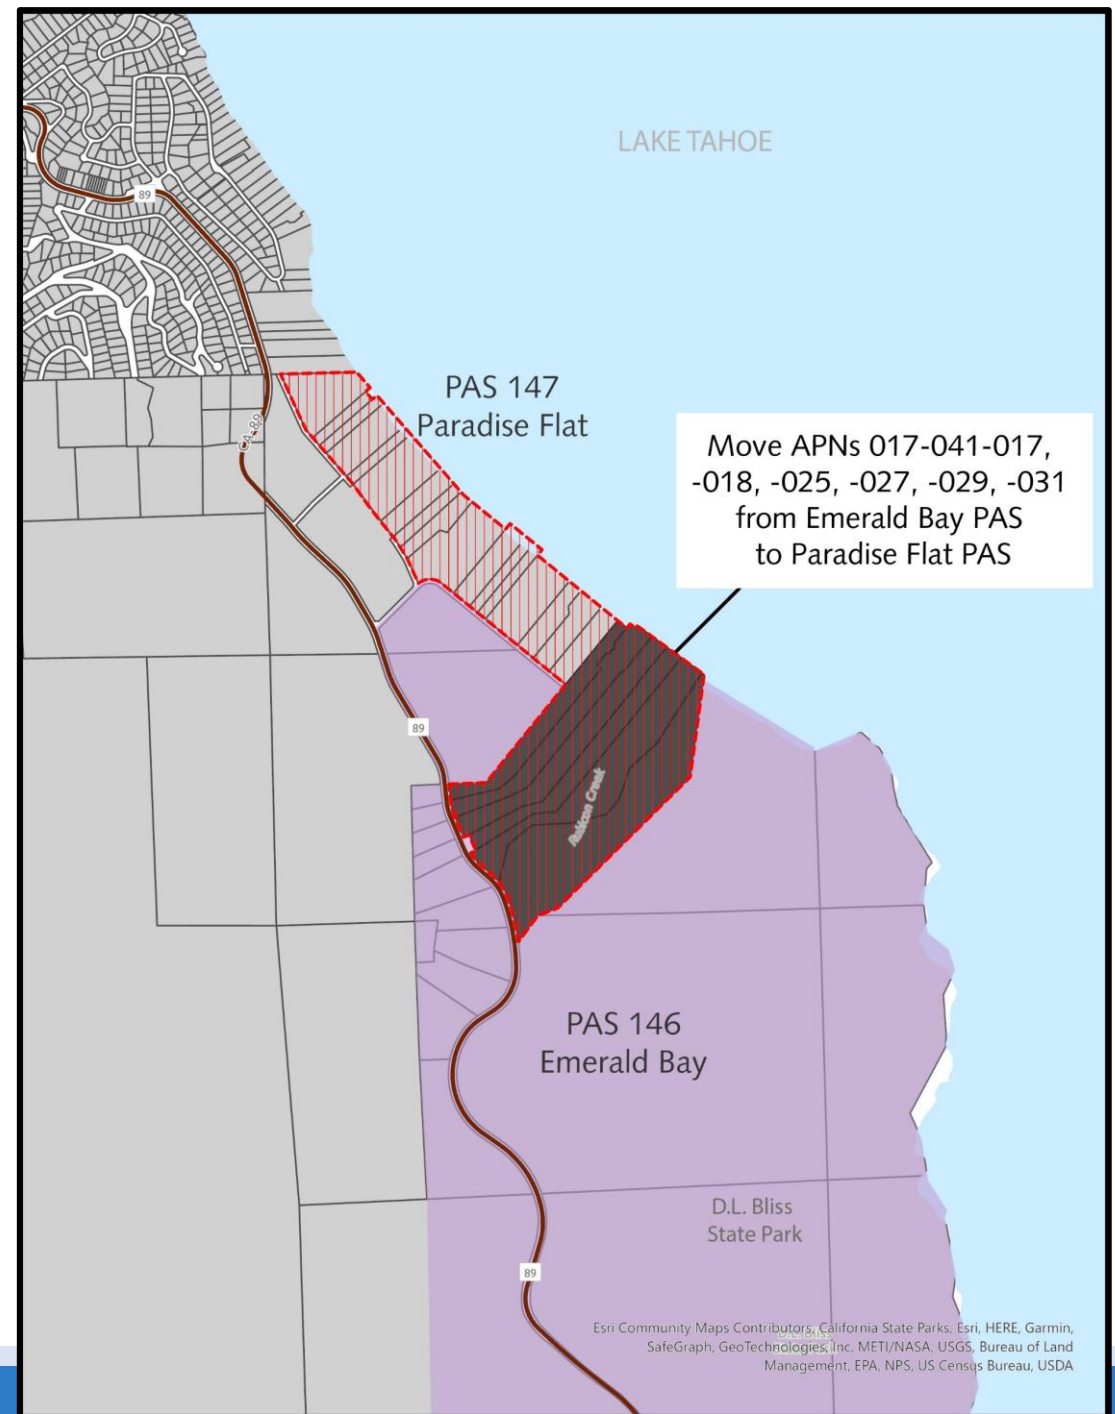 LAKE TAHOE
89
PAS 147
Paradise Flat
CA-89
Move APNs 017-041-017,
-018, -025, -027, -029, -031
from Emerald Bay PAS
to Paradise Flat PAS
89
Rubicon Creek
PAS 146
Emerald Bay
D.L. Bliss
State Park
89
Esri Community Maps Contributors, California State Parks, Esri, HERE, Garmin,
SafeGraph, GeoTechnologies, Inc, METI/NASA, USGS, Bureau of Land
Management, EPA, NPS, US Census Bureau, USDA